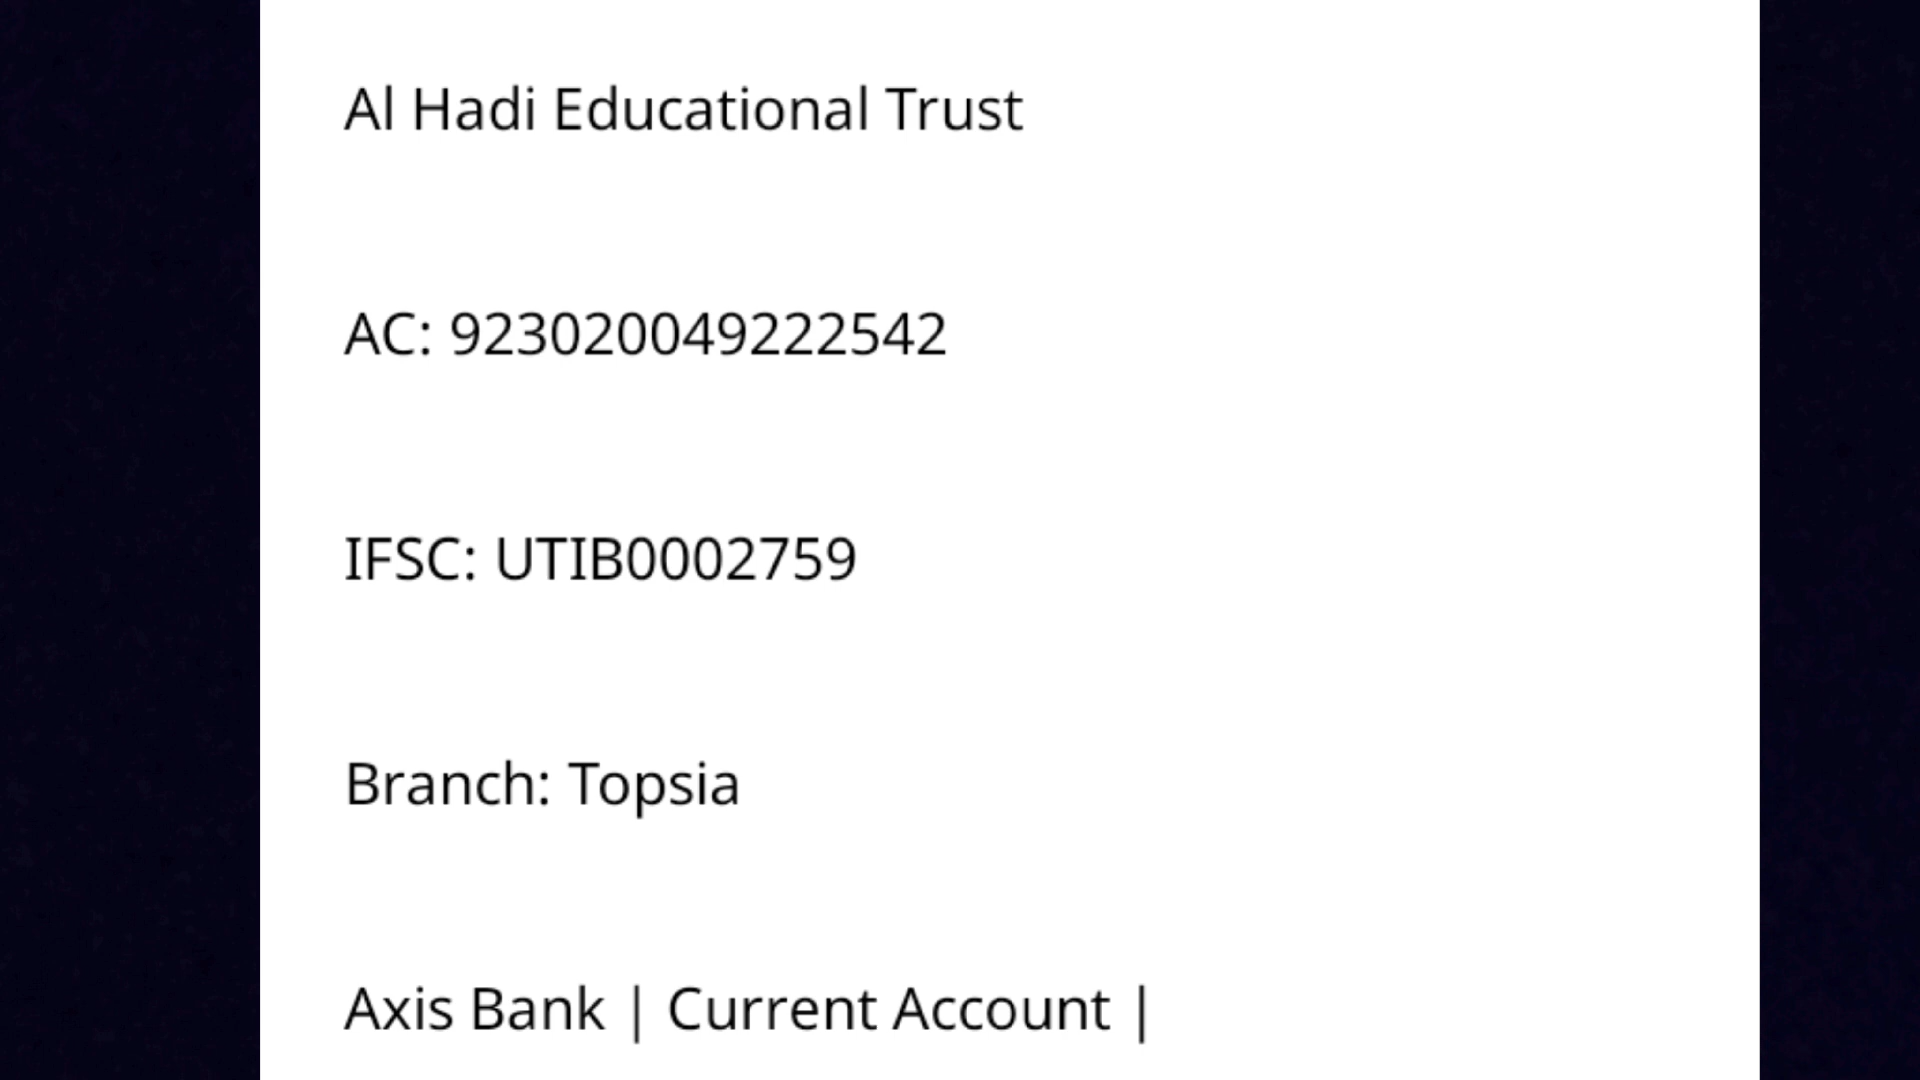 Al Hadi Educational Trust
AC: 923020049222542
IFSC: UTIB0002759
Branch: Topsia
Axis Bank | Current Account |